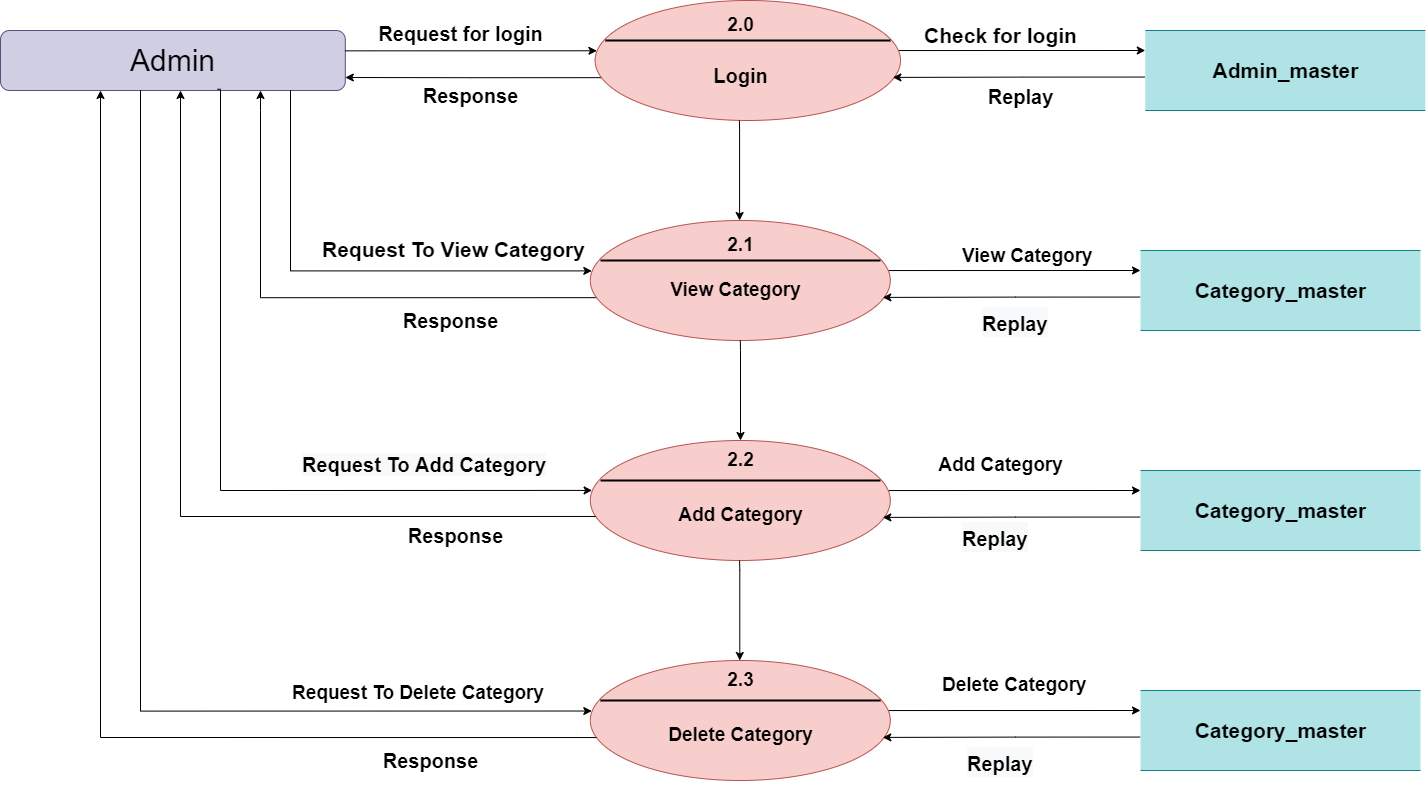 Admin
Request for login
Response
2.0
Login
Check for login
Replay
Admin_master
Request To View Category
Response
2.1
View Category
View Category
Replay
Category_master
Request To Add Category
Response
2.2
Add Category
Add Category
Replay
Category_master
Request To Delete Category
Response
2.3
Delete Category
Delete Category
Replay
Category_master